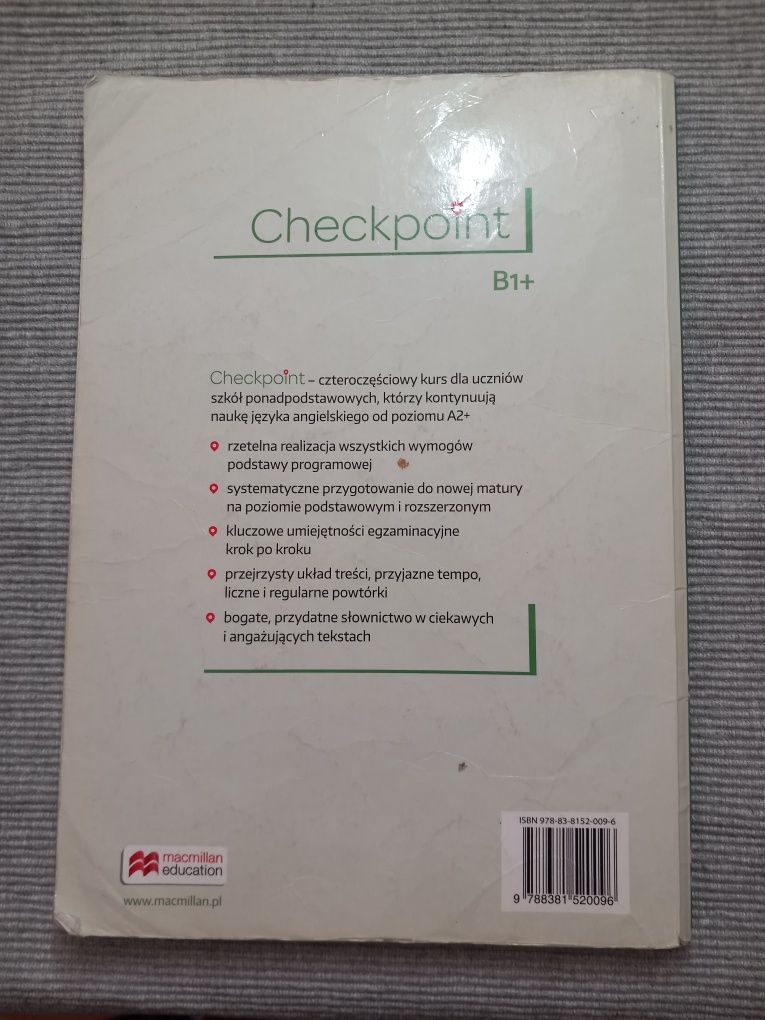 Checkpoint
B1+
Checkpoint – czteroczęściowy kurs dla uczniów
szkół ponadpodstawowych, którzy kontynuują
naukę języka angielskiego od poziomu A2+
rzetelna realizacja wszystkich wymogów
podstawy programowej
systematyczne przygotowanie do nowej matury
na poziomie podstawowym i rozszerzonym
kluczowe umiejętności egzaminacyjne
krok po kroku
przejrzysty układ treści, przyjazne tempo,
liczne i regularne powtórki
bogate, przydatne słownictwo w ciekawych
i angażujących tekstach
macmillan
education
www.macmillan.pl
ISBN 978-83-8152-009-6
9 788381 520096